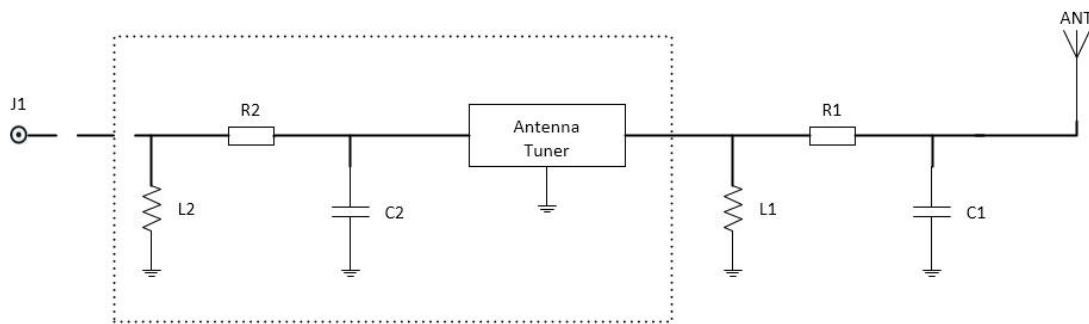 ANT
J1
R2
Antenna
Tuner
R1
L2
C2
L1
C1